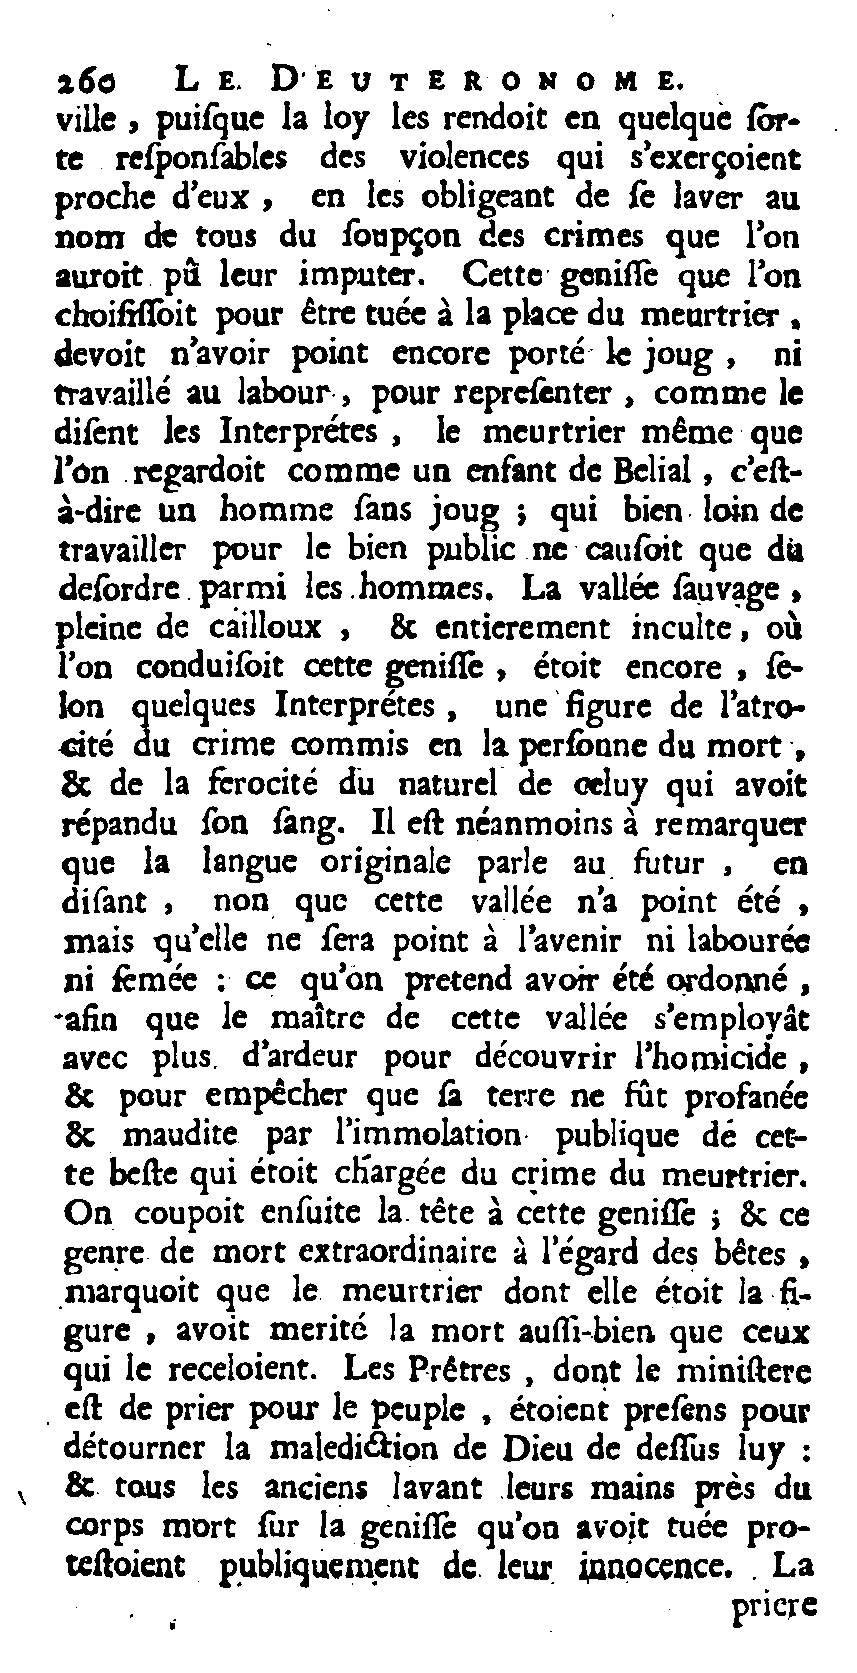 260 LE DEUTERONOME.
ville , puiſque la loy les rendoit en quelque ſor-
te reſponſables des violences qui s'exerçoient
proche d'eux , en les obligeant de ſe laver au
nom de tous du ſoupçon des crimes que l'on
auroit pû leur imputer. Cette geniſſe que l'on
choiſiſſoit pour être tuée à la place du meurtrier ,
devoit n'avoir point encore porté le joug , ni
travaillé au labour , pour repreſenter , comme le
diſent les Interprétes , le meurtrier même que
l'on regardoit comme un enfant de Belial , c'eſt-
à-dire un homme ſans joug ; qui bien loin de
travailler pour le bien public ne cauſoit que du
deſordre parmi les hommes. La vallée ſauvage ,
pleine de cailloux , & entierement inculte , où
l'on conduiſoit cette geniſſe , étoit encore , ſe-
lon quelques Interprétes , une figure de l'atro-
cité du crime commis en la perſonne du mort ,
& de la ferocité du naturel de celuy qui avoit
répandu ſon ſang. Il eſt néanmoins à remarquer
que la langue originale parle au futur , en
diſant , non que cette vallée n'a point été ,
mais qu'elle ne ſera point à l'avenir ni labourée
ni ſemée : ce qu'on pretend avoir été ordonné ,
afin que le maître de cette vallée s'employât
avec plus d'ardeur pour découvrir l'homicide ,
& pour empêcher que ſa terre ne fût profanée
& maudite par l'immolation publique de cet-
te beſte qui étoit chargée du crime du meurtrier.
On coupoit enſuite la tête à cette geniſſe ; & ce
genre de mort extraordinaire à l'égard des bêtes ,
marquoit que le meurtrier dont elle étoit la fi-
gure , avoit merité la mort auſſi-bien que ceux
qui le receloient. Les Prêtres , dont le miniſtere
eſt de prier pour le peuple , étoient preſens pour
détourner la malediction de Dieu de deſſus luy :
& tous les anciens lavant leurs mains près du
corps mort ſur la geniſſe qu'on avoit tuée pro-
teſtoient publiquement de leur innocence. La
priere